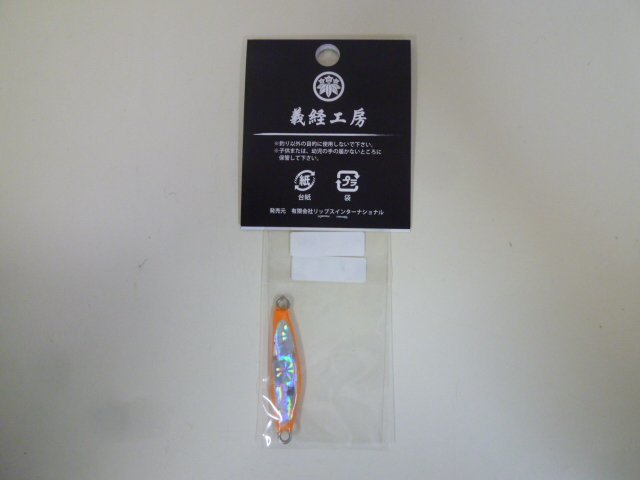 義経工房
※釣り以外の目的に使用しないで下さい。
※子供または、幼児の手の届かないところに
保管して下さい。
紙 プラ
台紙 袋
発売元 有限会社リップスインターナショナル